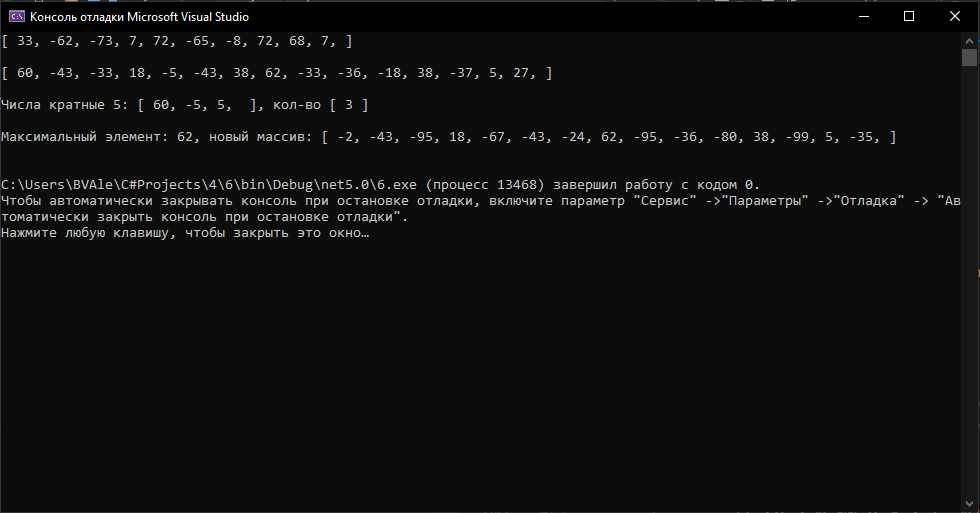 Консоль отладки Microsoft Visual Studio
[ 33, -62, -73, 7, 72, -65, -8, 72, 68, 7, ]
[ 60, -43, -33, 18, -5, -43, 38, 62, -33, -36, -18, 38, -37, 5, 27, ]
Числа кратные 5: [ 60, -5, 5,  ], кол-во [ 3 ]
Максимальный элемент: 62, новый массив: [ -2, -43, -95, 18, -67, -43, -24, 62, -95, -36, -80, 38, -99, 5, -35, ]
C:\Users\BVAle\C#Projects\4\6\bin\Debug\net5.0\6.exe (процесс 13468) завершил работу с кодом 0.
Чтобы автоматически закрывать консоль при остановке отладки, включите параметр "Сервис" ->"Параметры" ->"Отладка" -> "Ав
томатически закрыть консоль при остановке отладки".
Нажмите любую клавишу, чтобы закрыть это окно…